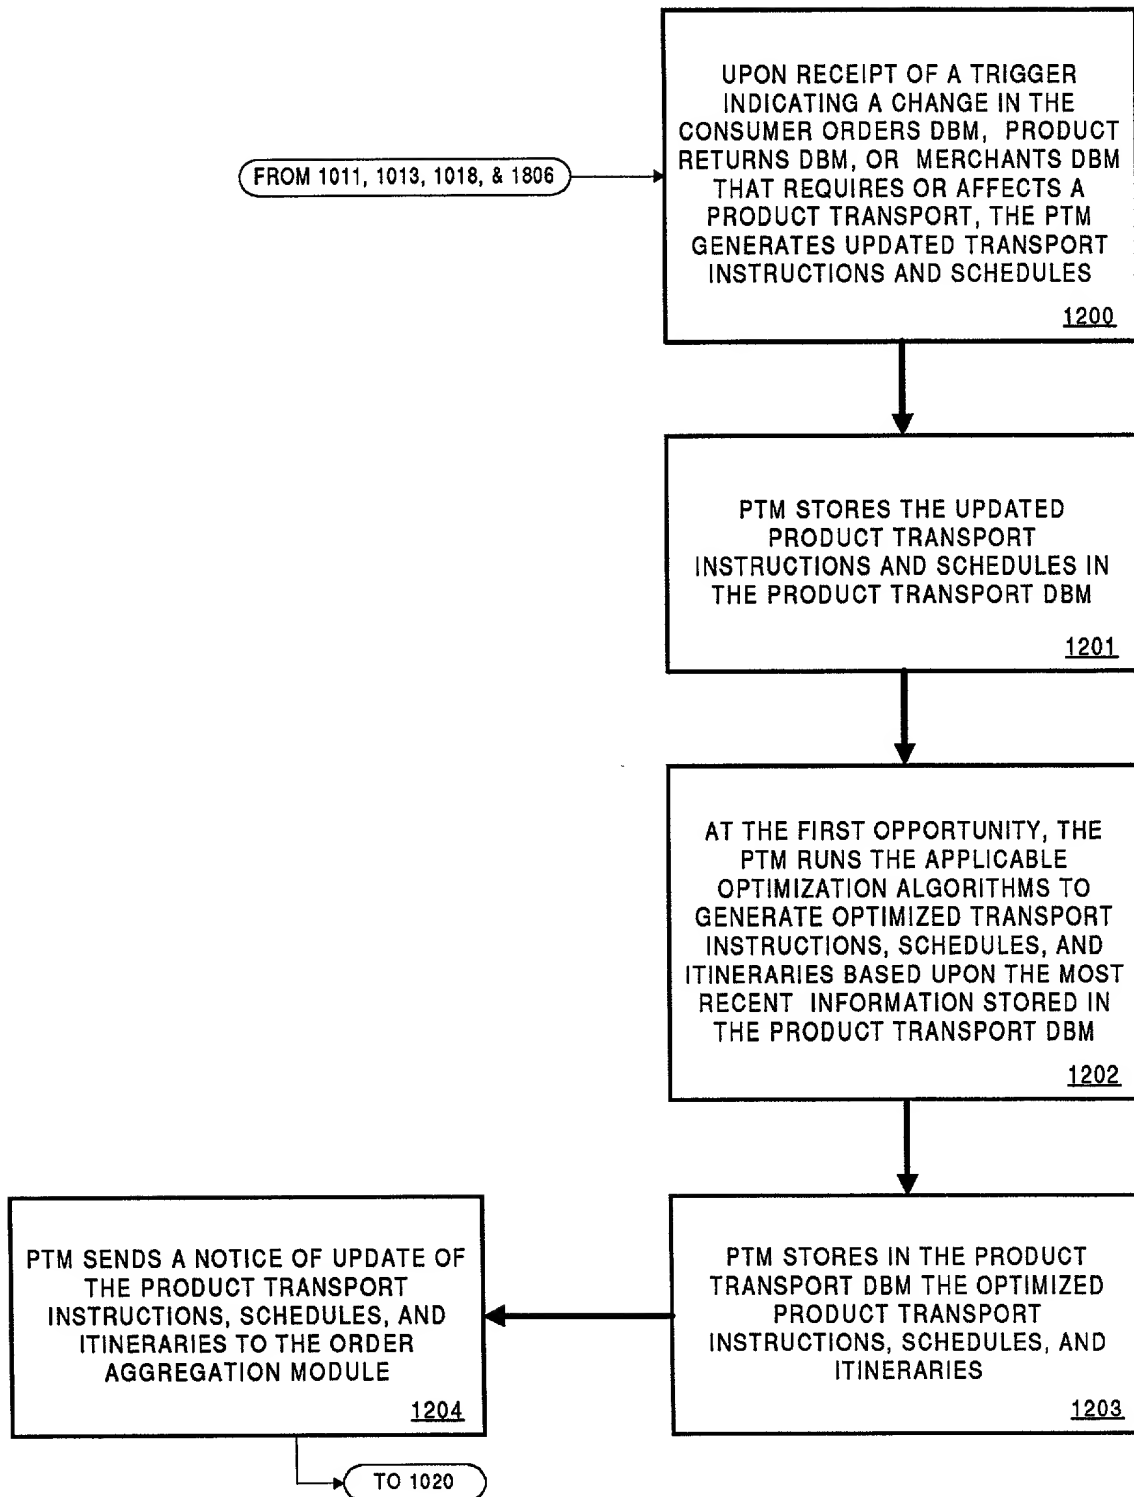 UPON RECEIPT OF A TRIGGER
INDICATING A CHANGE IN THE
CONSUMER ORDERS DBM, PRODUCT
RETURNS DBM, OR MERCHANTS DBM
THAT REQUIRES OR AFFECTS A
PRODUCT TRANSPORT, THE PTM
GENERATES UPDATED TRANSPORT
INSTRUCTIONS AND SCHEDULES
1200
FROM 1011, 1013, 1018, & 1806
PTM STORES THE UPDATED
PRODUCT TRANSPORT
INSTRUCTIONS AND SCHEDULES IN
THE PRODUCT TRANSPORT DBM
1201
AT THE FIRST OPPORTUNITY, THE
PTM RUNS THE APPLICABLE
OPTIMIZATION ALGORITHMS TO
GENERATE OPTIMIZED TRANSPORT
INSTRUCTIONS, SCHEDULES, AND
ITINERARIES BASED UPON THE MOST
RECENT INFORMATION STORED IN
THE PRODUCT TRANSPORT DBM
1202
PTM STORES IN THE PRODUCT
TRANSPORT DBM THE OPTIMIZED
PRODUCT TRANSPORT
INSTRUCTIONS, SCHEDULES, AND
ITINERARIES
1203
PTM SENDS A NOTICE OF UPDATE OF
THE PRODUCT TRANSPORT
INSTRUCTIONS, SCHEDULES, AND
ITINERARIES TO THE ORDER
AGGREGATION MODULE
1204
TO 1020